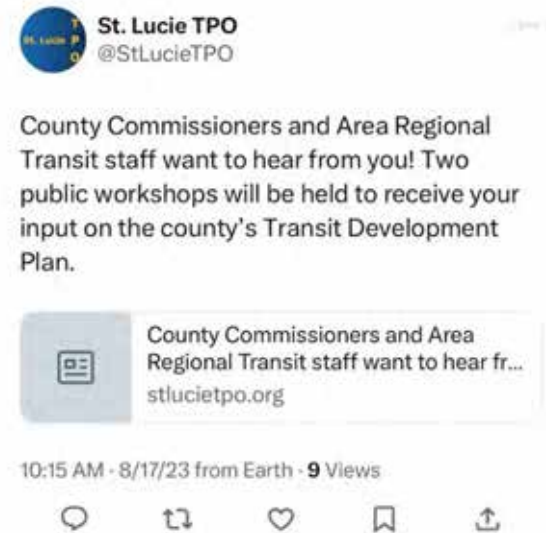 St. Lucie TPO
@StLucieTPO
St. Lucie
T
P
O
County Commissioners and Area Regional
Transit staff want to hear from you! Two
public workshops will be held to receive your
input on the county's Transit Development
Plan.
County Commissioners and Area
Regional Transit staff want to hear fr...
stlucietpo.org
10:15 AM · 8/17/23 from Earth · 9 Views